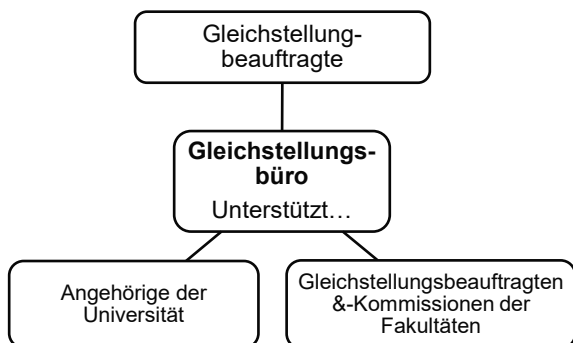 Gleichstellung-
beauftragte
Gleichstellungs-
büro
Unterstützt…
Angehörige der
Universität
Gleichstellungsbeauftragten
&-Kommissionen der
Fakultäten